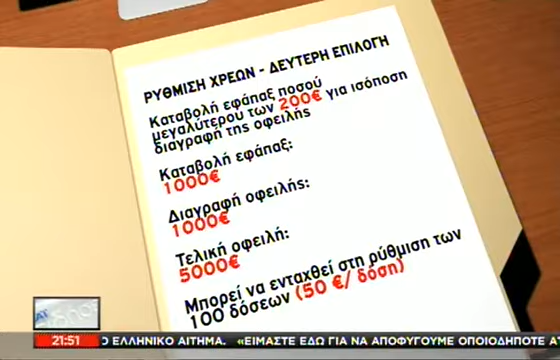 ΡΥΘΜΙΣΗ ΧΡΕΩΝ - ΔΕΥΤΕΡΗ ΕΠΙΛΟΓΗ
Καταβολή εφάπαξ ποσού
μεγαλύτερου των 200€ για ισόποση
διαγραφή της οφειλής
Καταβολή εφάπαξ:
1000€
Διαγραφή οφειλής:
1000€
Τελική οφειλή:
5000€
Μπορεί να ενταχθεί στη ρύθμιση των
100 δόσεων (50 €/ δόση)
21:51 Ο ΕΛΛΗΝΙΚΟ ΑΙΤΗΜΑ. «ΕΙΜΑΣΤΕ ΕΔΩ ΓΙΑ ΝΑ ΑΠΟΦΥΓΟΥΜΕ ΟΠΟΙΟΔΗΠΟΤΕ